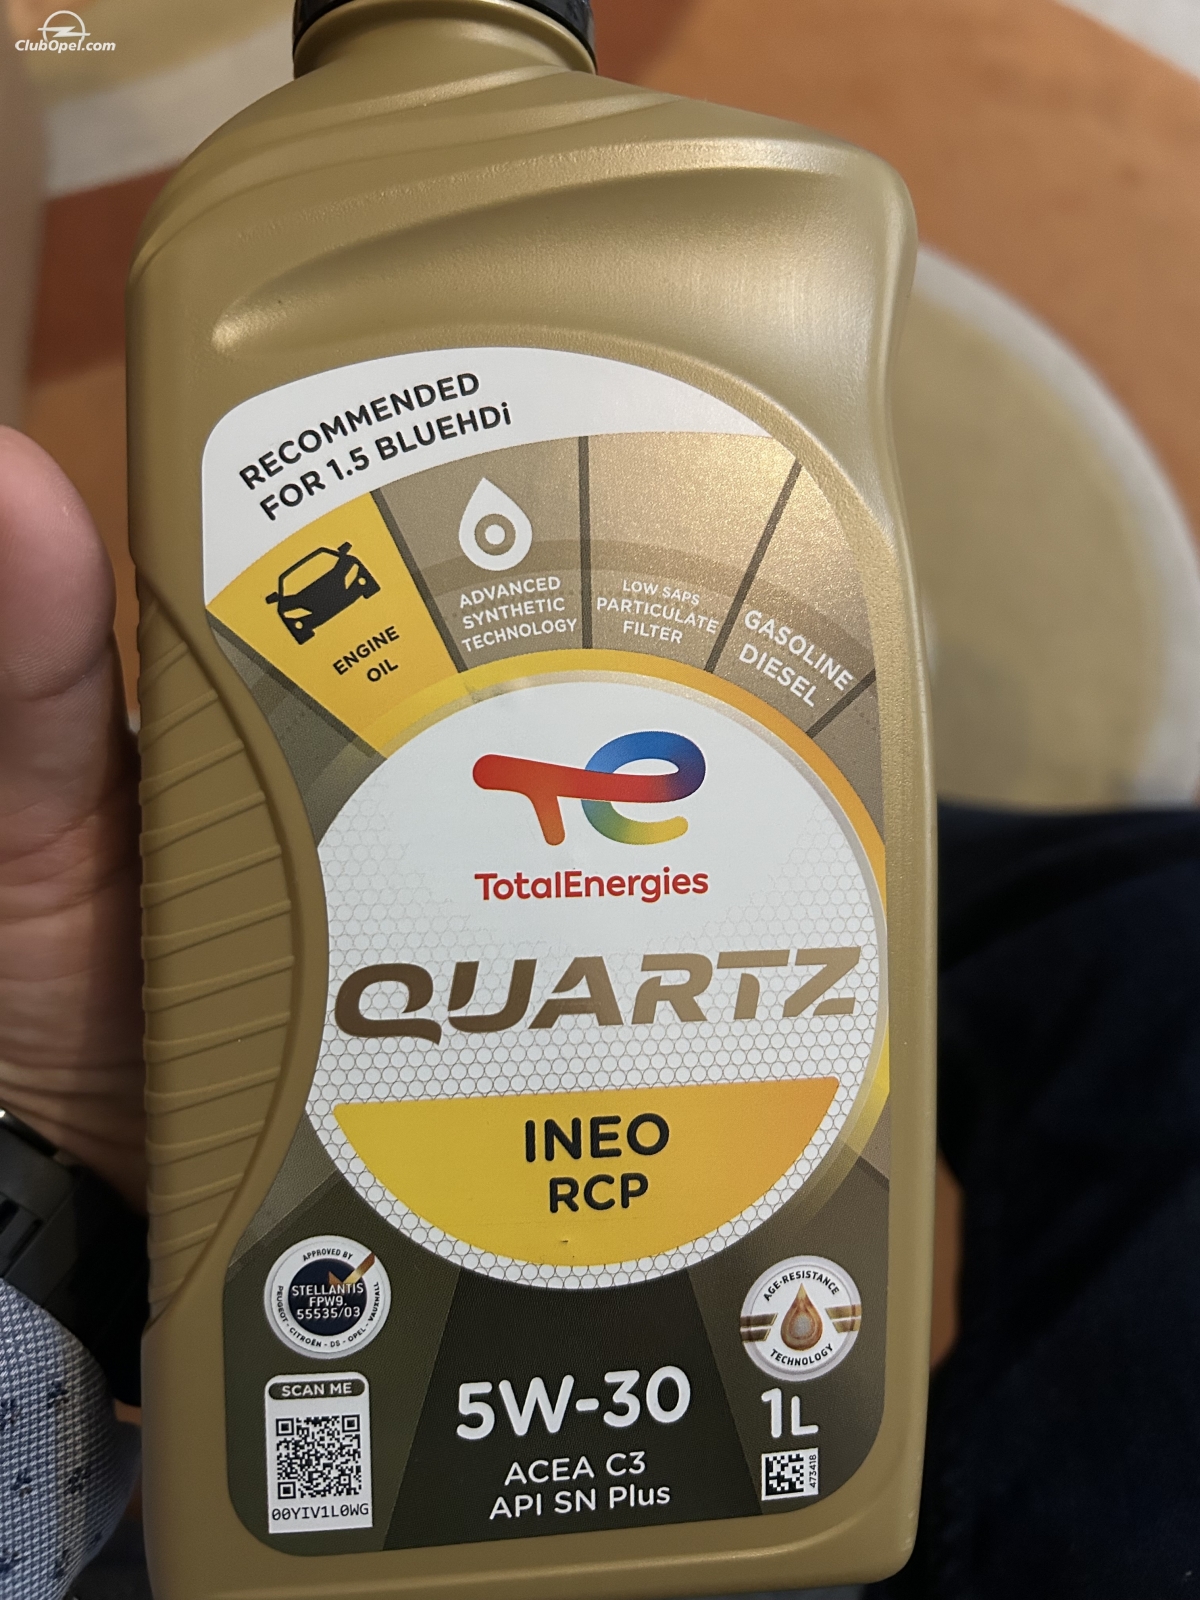 ClubOpel.com
RECOMMENDED
FOR 1.5 BLUEHDi
ENGINE
OIL
ADVANCED
SYNTHETIC
TECHNOLOGY
LOW SAPS
PARTICULATE
FILTER
GASOLINE
DIESEL
TotalEnergies
QUARTZ
INEO
RCP
APPROVED BY
STELLANTIS
FPW9.
55535/03
PEUGEOT - CITROËN - DS - OPEL - VAUXHALL
AGE-RESISTANCE
TECHNOLOGY
SCAN ME
00YIV1L0WG
5W-30
ACEA C3
API SN Plus
1L
473418